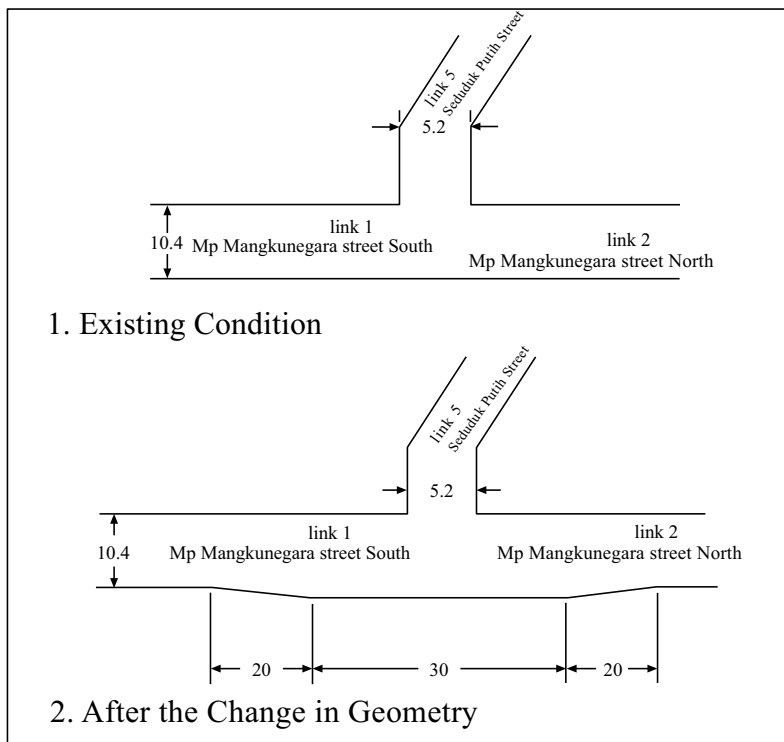 link 5
Seduduk Putih Street
5.2
link 1
10.4
Mp Mangkunegara street South
link 2
Mp Mangkunegara street North
1. Existing Condition
link 5
Seduduk Putih Street
5.2
link 1
link 2
10.4
Mp Mangkunegara street South
Mp Mangkunegara street North
20
30
20
2. After the Change in Geometry